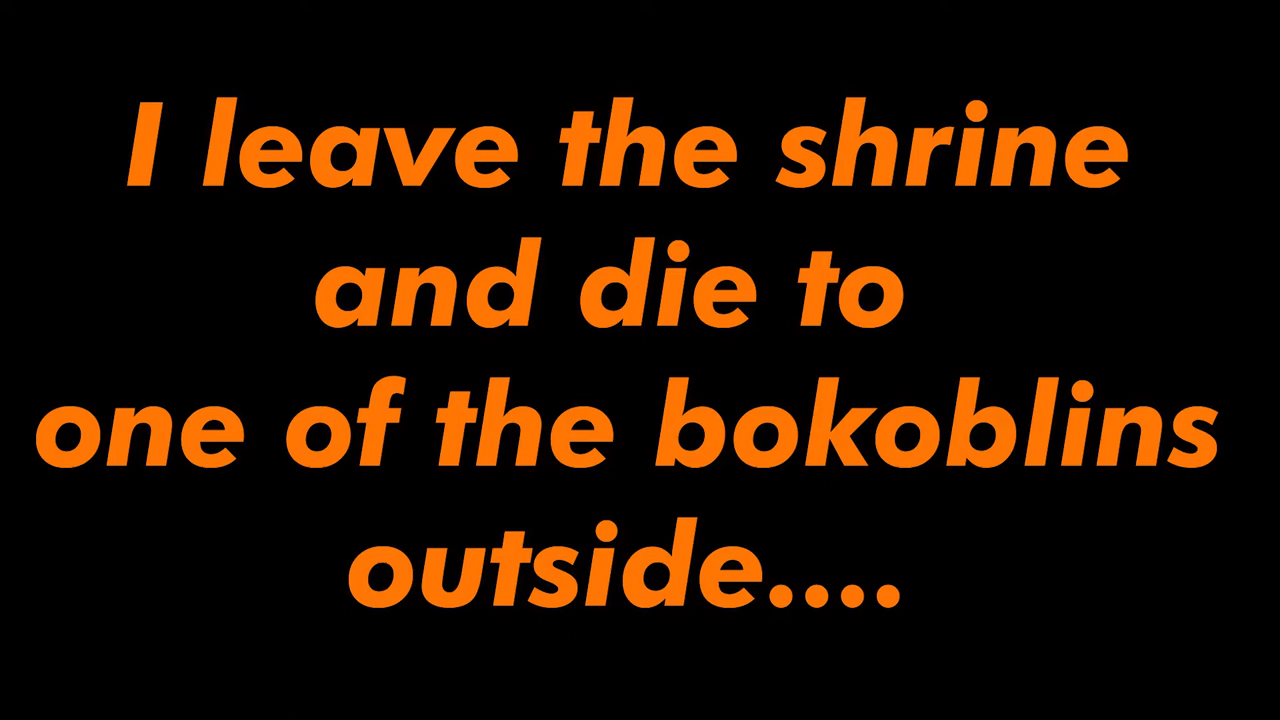 I leave the shrine
and die to
one of the bokoblins
outside....